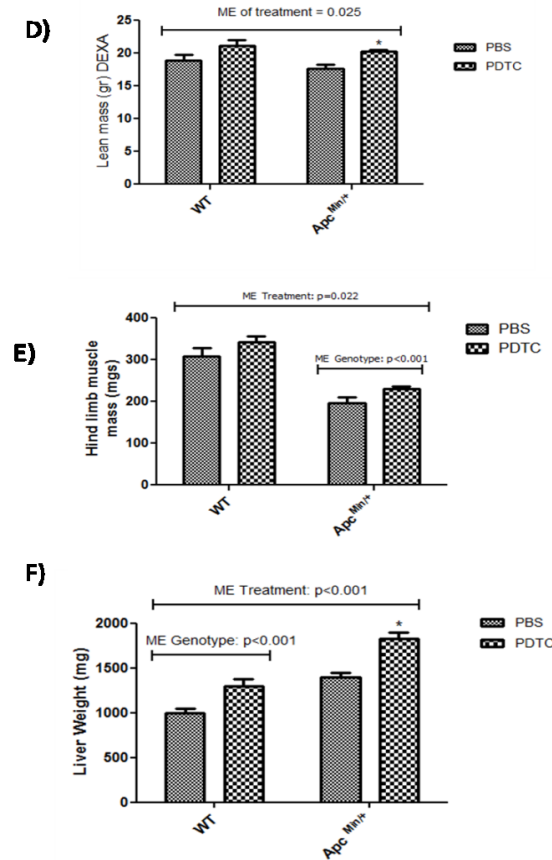 D)
ME of treatment = 0.025
Lean mass (gr) DEXA
25
20
15
10
5
0
*
WT
Apc Min/+
PBS
PDTC
E)
ME Treatment: p=0.022
ME Genotype: p<0.001
Hind limb muscle
mass (mgs)
400
300
200
100
0
WT
Apc Min/+
PBS
PDTC
F)
ME Treatment: p<0.001
ME Genotype: p<0.001
Liver Weight (mg)
2000
1500
1000
500
0
*
WT
Apc Min/+
PBS
PDTC